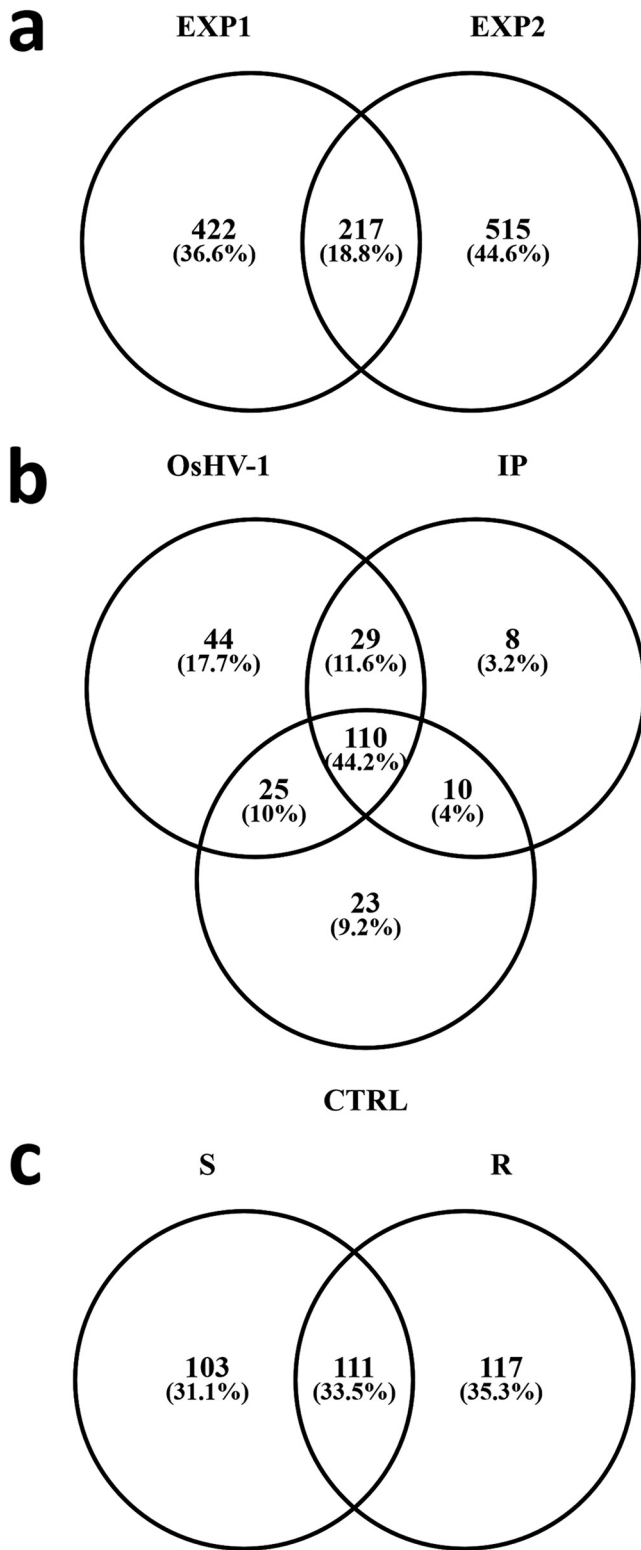 a
EXP1 EXP2
422 217 515
(36.6%) (18.8%) (44.6%)
b
OsHV-1 IP
44 29 8
(17.7%) (11.6%) (3.2%)
110
(44.2%)
25 10
(10%) (4%)
23
(9.2%)
CTRL
c
S R
103 111 117
(31.1%) (33.5%) (35.3%)